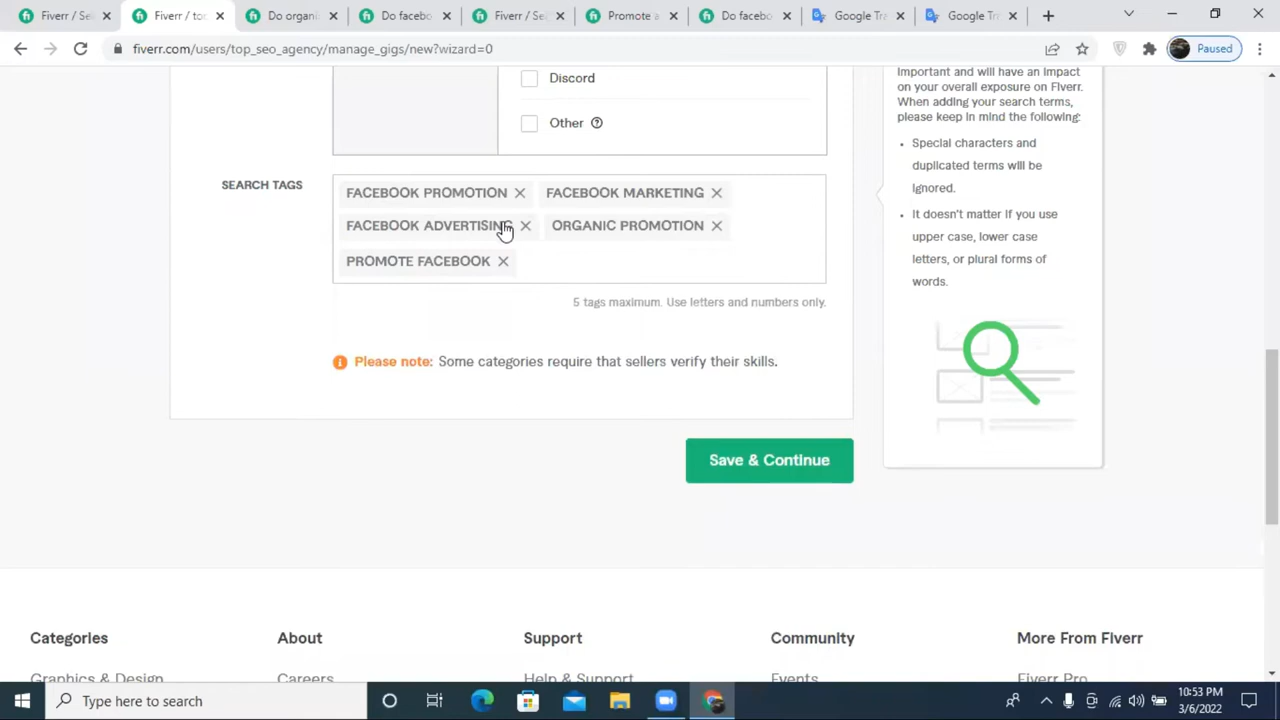 Fiverr / Se
Fiverr / to
Do organi
Do facebo
Fiverr / Se
Promote a
Do facebo
Google Tra
Google Tr
fiverr.com/users/top_seo_agency/manage_gigs/new?wizard=0
Paused
Discord
Other
SEARCH TAGS
FACEBOOK PROMOTION
FACEBOOK MARKETING
FACEBOOK ADVERTISING
ORGANIC PROMOTION
PROMOTE FACEBOOK
5 tags maximum. Use letters and numbers only.
Please note: Some categories require that sellers verify their skills.
Save & Continue
Important and will have an impact
on your overall exposure on Fiverr.
When adding your search terms,
please keep in mind the following:
• Special characters and
duplicated terms will be
ignored.
• It doesn't matter if you use
upper case, lower case
letters, or plural forms of
words.
Categories
About
Support
Community
More From Fiverr
Graphics & Design
Careers
Help & Support
Events
Fiverr Pro
Type here to search
10:53 PM
3/6/2022